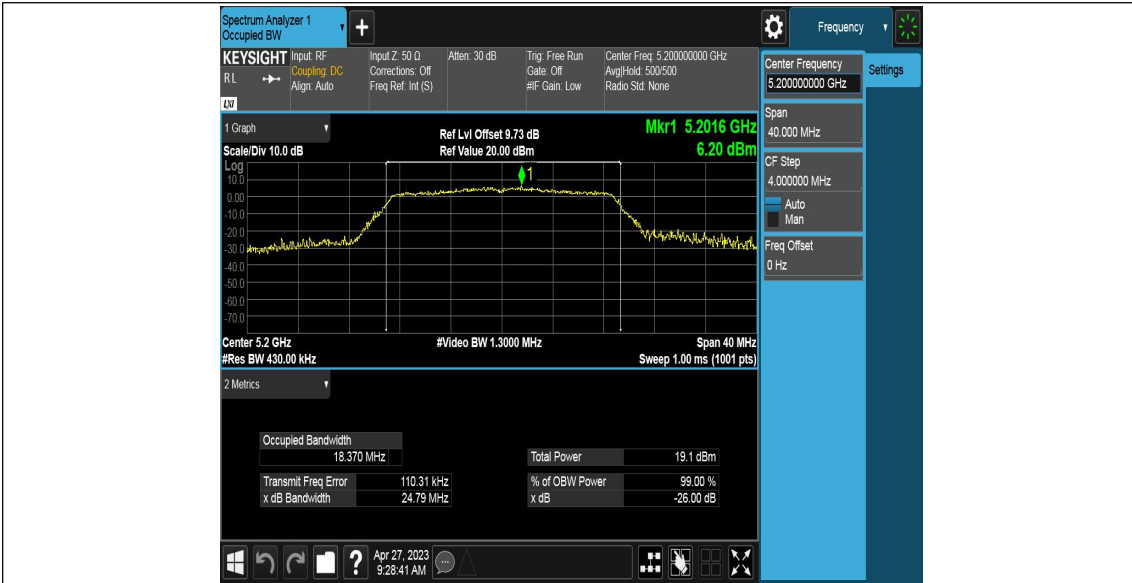 Spectrum Analyzer 1
Occupied BW
+
Frequency
KEYSIGHT
RL
LXI
Input: RF
Coupling: DC
Align: Auto
Input Z: 50 Ω
Corrections: Off
Freq Ref: Int (S)
Atten: 30 dB
Trig: Free Run
Gate: Off
#IF Gain: Low
Center Freq: 5.200000000 GHz
Avg|Hold: 500/500
Radio Std: None
Center Frequency
5.200000000 GHz
Settings
Span
40.000 MHz
CF Step
4.000000 MHz
Auto
Man
Freq Offset
0 Hz
1 Graph
Scale/Div 10.0 dB
Ref Lvl Offset 9.73 dB
Ref Value 20.00 dBm
Mkr1 5.2016 GHz
6.20 dBm
Log
10.0
0.00
-10.0
-20.0
-30.0
-40.0
-50.0
-60.0
-70.0
1
Center 5.2 GHz
#Video BW 1.3000 MHz
Span 40 MHz
#Res BW 430.00 kHz
Sweep 1.00 ms (1001 pts)
2 Metrics
Occupied Bandwidth
18.370 MHz
Total Power 19.1 dBm
Transmit Freq Error 110.31 kHz
% of OBW Power 99.00 %
x dB Bandwidth 24.79 MHz
x dB -26.00 dB
?
Apr 27, 2023
9:28:41 AM